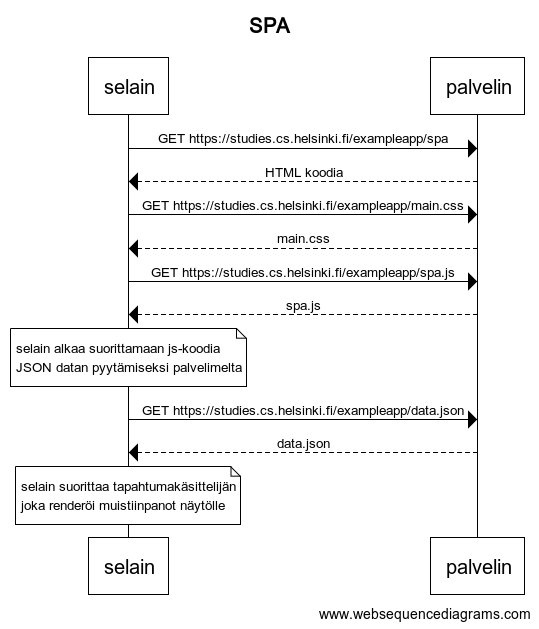 SPA
selain palvelin
GET https://studies.cs.helsinki.fi/exampleapp/spa
HTML koodia
GET https://studies.cs.helsinki.fi/exampleapp/main.css
main.css
GET https://studies.cs.helsinki.fi/exampleapp/spa.js
spa.js
selain alkaa suorittamaan js-koodia
JSON datan pyytämiseksi palvelimelta
GET https://studies.cs.helsinki.fi/exampleapp/data.json
data.json
selain suorittaa tapahtumakäsittelijän
joka renderöi muistiinpanot näytölle
selain palvelin
www.websequencediagrams.com